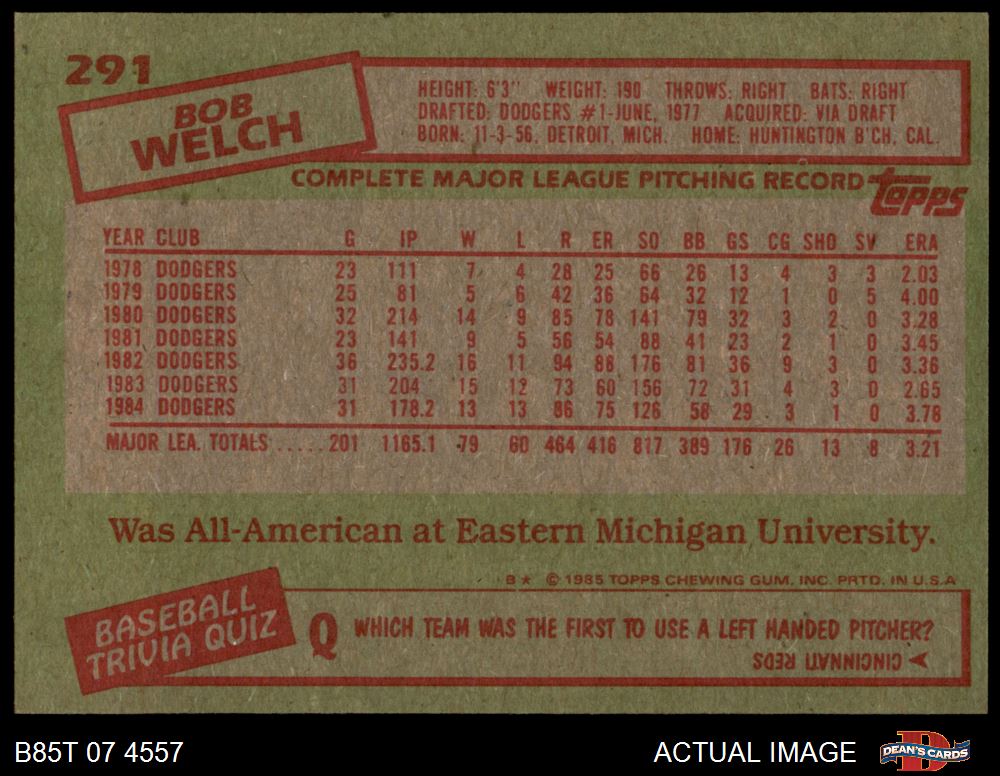 291
BOB
WELCH
HEIGHT: 6'3" WEIGHT: 190 THROWS: RIGHT BATS: RIGHT
DRAFTED: DODGERS #1-JUNE, 1977 ACQUIRED: VIA DRAFT
BORN: 11-3-56, DETROIT, MICH. HOME: HUNTINGTON B'CH, CAL.
COMPLETE MAJOR LEAGUE PITCHING RECORD topps
YEAR CLUB G IP W L R ER SO BB GS CG SHO SV ERA
1978 DODGERS 23 111 7 4 28 25 66 26 13 4 3 3 2.03
1979 DODGERS 25 81 5 6 42 36 64 32 12 1 0 5 4.00
1980 DODGERS 32 214 14 9 85 78 141 79 32 3 2 0 3.28
1981 DODGERS 23 141 9 5 56 54 88 41 23 2 1 0 3.45
1982 DODGERS 36 235.2 16 11 94 88 176 81 36 9 3 0 3.36
1983 DODGERS 31 204 15 12 73 60 156 72 31 4 3 0 2.65
1984 DODGERS 31 178.2 13 13 86 75 126 58 29 3 1 0 3.78
MAJOR LEA. TOTALS ..... 201 1165.1 79 60 464 416 817 389 176 26 13 8 3.21
Was All-American at Eastern Michigan University.
B★ © 1985 TOPPS CHEWING GUM, INC. PRTD. IN U.S.A
BASEBALL
TRIVIA QUIZ
Q WHICH TEAM WAS THE FIRST TO USE A LEFT HANDED PITCHER?
CINCINNATI REDS
B85T 07 4557
ACTUAL IMAGE
DEAN'S CARDS